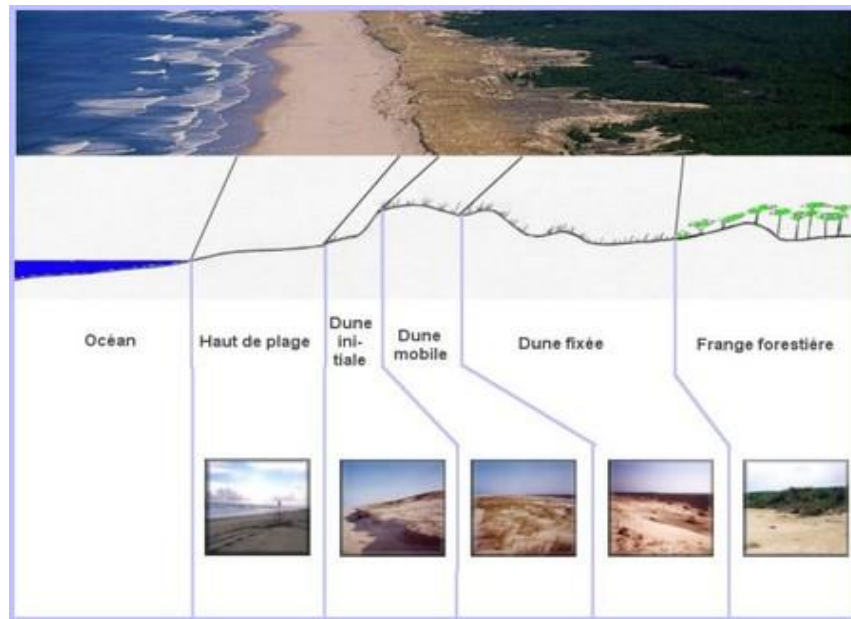 Océan
Haut de plage
Dune
ini-
tiale
Dune
mobile
Dune fixée
Frange forestière